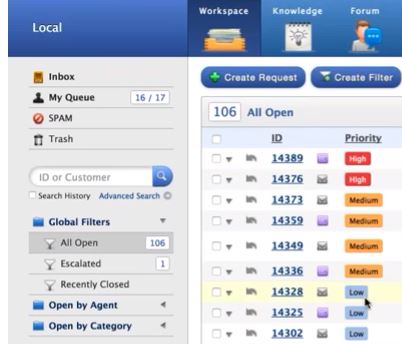 Local
Workspace
Knowledge
Forum
Inbox
My Queue 16 / 17
SPAM
Trash
ID or Customer
Search History Advanced Search
Global Filters
All Open 106
Escalated 1
Recently Closed
Open by Agent
Open by Category
Create Request Create Filter
106 All Open
ID Priority
14389 High
14376 High
14373 Medium
14359 Medium
14349 Medium
14336 Medium
14328 Low
14325 Low
14302 Low